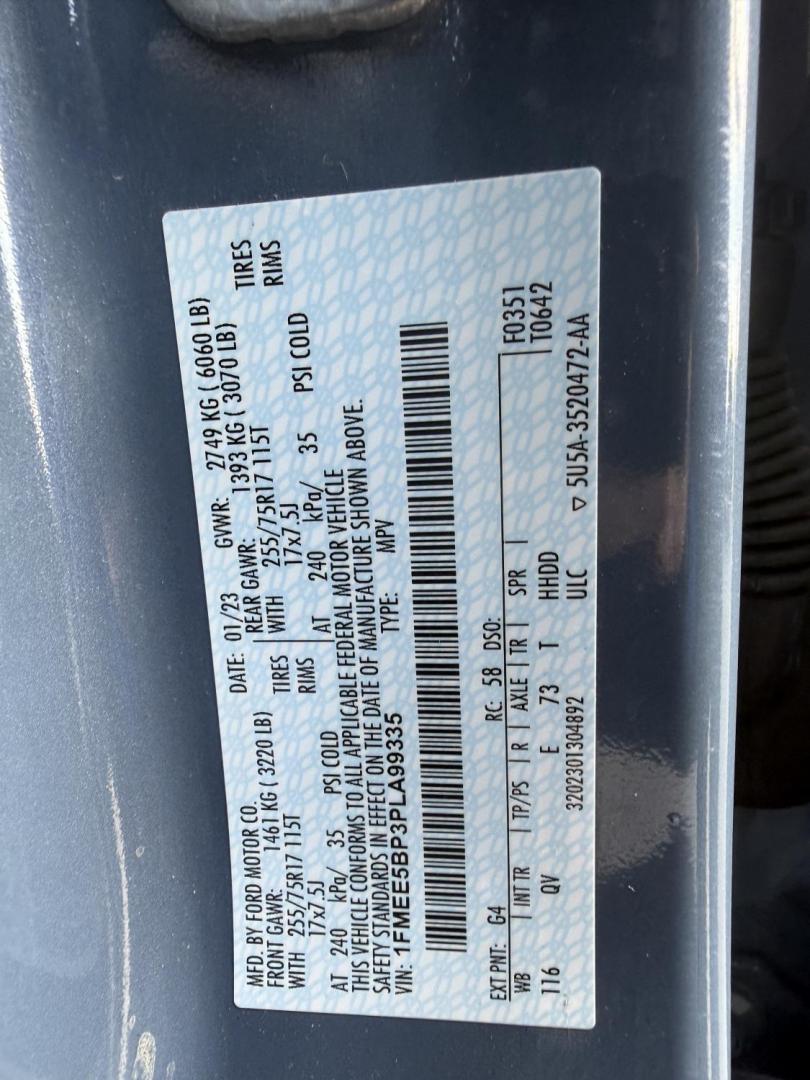 MFD. BY FORD MOTOR CO. DATE: 01/23 GVWR: 2749 KG ( 6060 LB)
FRONT GAWR: 1461 KG ( 3220 LB) REAR GAWR: 1393 KG ( 3070 LB)
WITH 255/75R17 115T TIRES WITH 255/75R17 115T TIRES
17x7.5J RIMS 17x7.5J RIMS
AT 240 kPa/ 35 PSI COLD AT 240 kPa/ 35 PSI COLD
THIS VEHICLE CONFORMS TO ALL APPLICABLE FEDERAL MOTOR VEHICLE
SAFETY STANDARDS IN EFFECT ON THE DATE OF MANUFACTURE SHOWN ABOVE.
VIN: 1FMEE5BP3PLA99335 TYPE: MPV
EXT PNT: G4 RC: 58 DSO: F0351
WB | INT TR | TP/PS | R | AXLE | TR | SPR | T0642
116 QV E 73 T HHDD
3202301304892 ULC ▽ 5U5A-3520472-AA